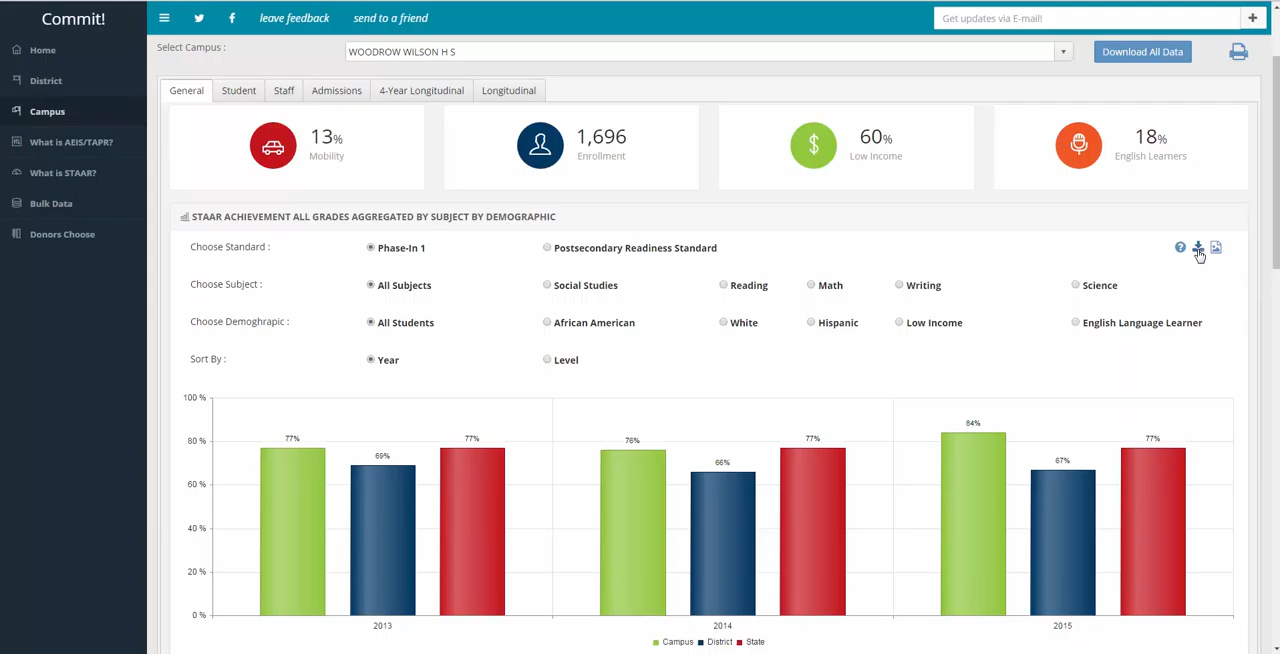 Commit!
leave feedback
send to a friend
Get updates via E-mail!
Home
District
Campus
What is AEIS/TAPR?
What is STAAR?
Bulk Data
Donors Choose
Select Campus :
WOODROW WILSON H S
Download All Data
General Student Staff Admissions 4-Year Longitudinal Longitudinal
13%
Mobility
1,696
Enrollment
60%
Low Income
18%
English Learners
STAAR ACHIEVEMENT ALL GRADES AGGREGATED BY SUBJECT BY DEMOGRAPHIC
Choose Standard : Phase-In 1 Postsecondary Readiness Standard
Choose Subject : All Subjects Social Studies Reading Math Writing Science
Choose Demoghrapic : All Students African American White Hispanic Low Income English Language Learner
Sort By : Year Level
100 %
80 %
60 %
40 %
20 %
0 %
77% 69% 77%
76% 66% 77%
84% 67% 77%
2013 2014 2015
Campus District State